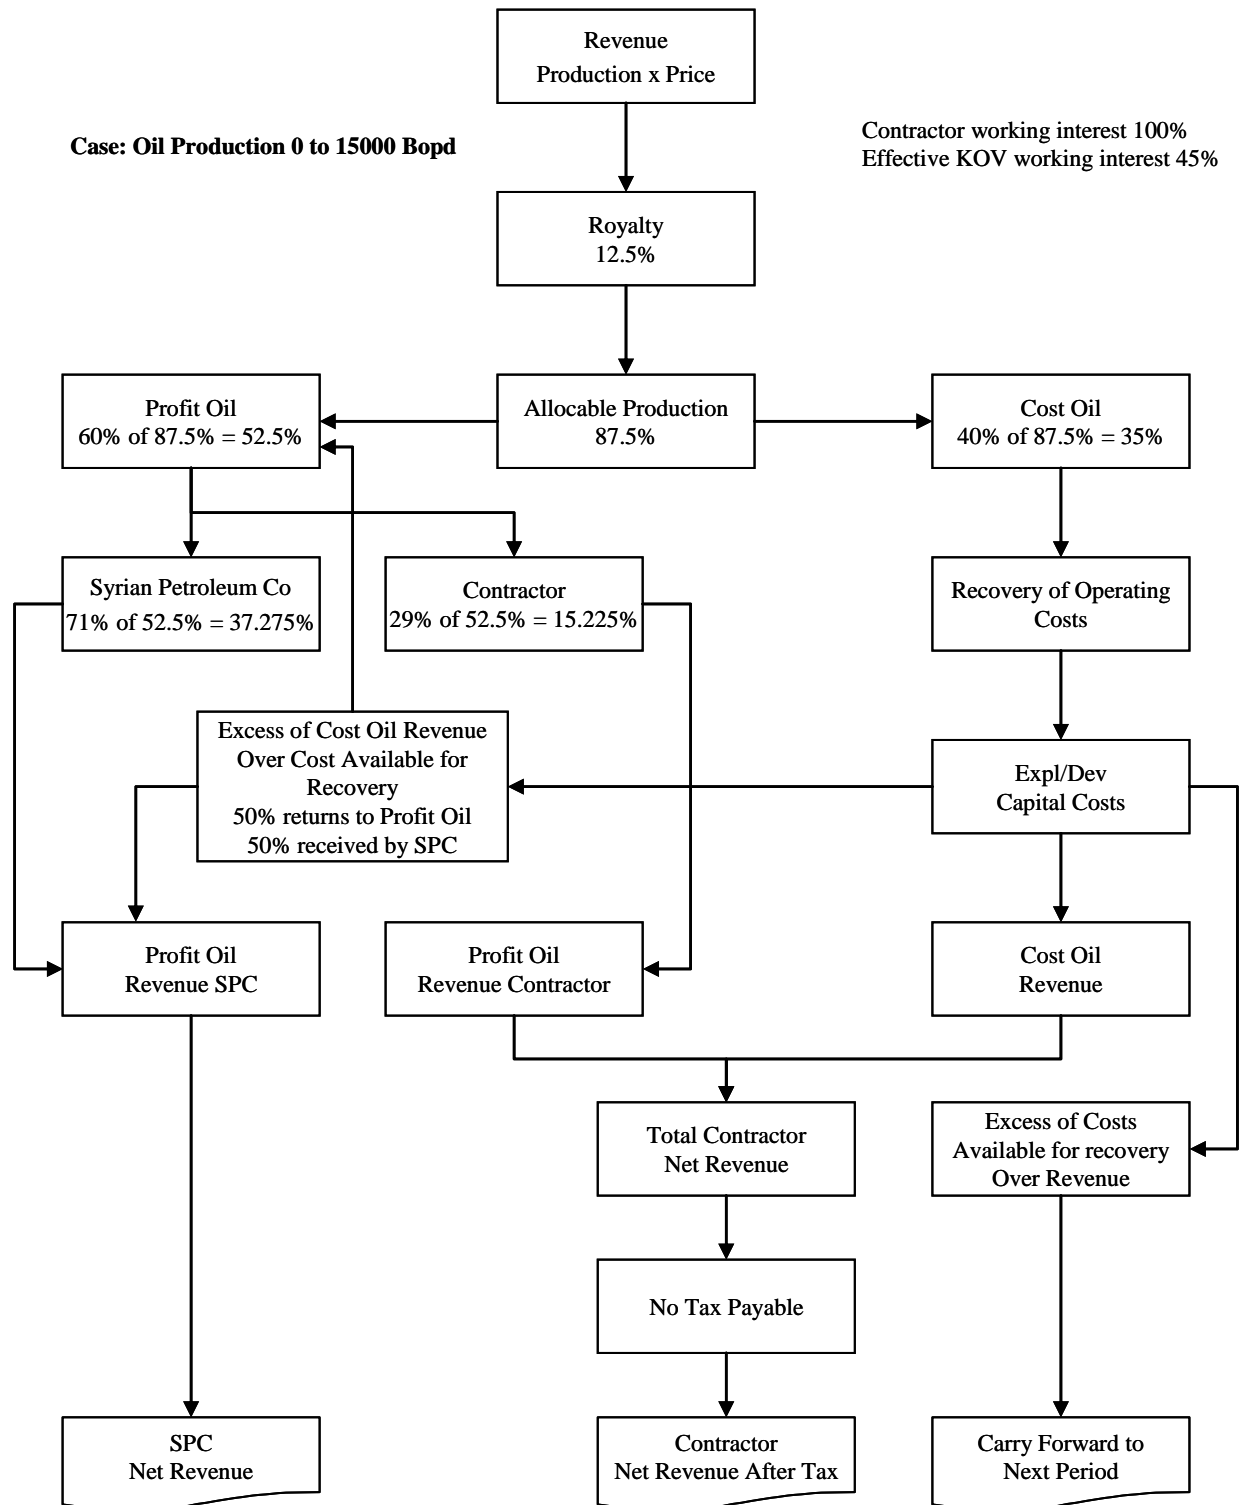 Revenue
Production x Price
Case: Oil Production 0 to 15000 Bopd
Contractor working interest 100%
Effective KOV working interest 45%
Royalty
12.5%
Profit Oil
60% of 87.5% = 52.5%
Allocable Production
87.5%
Cost Oil
40% of 87.5% = 35%
Syrian Petroleum Co
71% of 52.5% = 37.275%
Contractor
29% of 52.5% = 15.225%
Recovery of Operating
Costs
Excess of Cost Oil Revenue
Over Cost Available for
Recovery
50% returns to Profit Oil
50% received by SPC
Expl/Dev
Capital Costs
Profit Oil
Revenue SPC
Profit Oil
Revenue Contractor
Cost Oil
Revenue
Total Contractor
Net Revenue
Excess of Costs
Available for recovery
Over Revenue
No Tax Payable
SPC
Net Revenue
Contractor
Net Revenue After Tax
Carry Forward to
Next Period